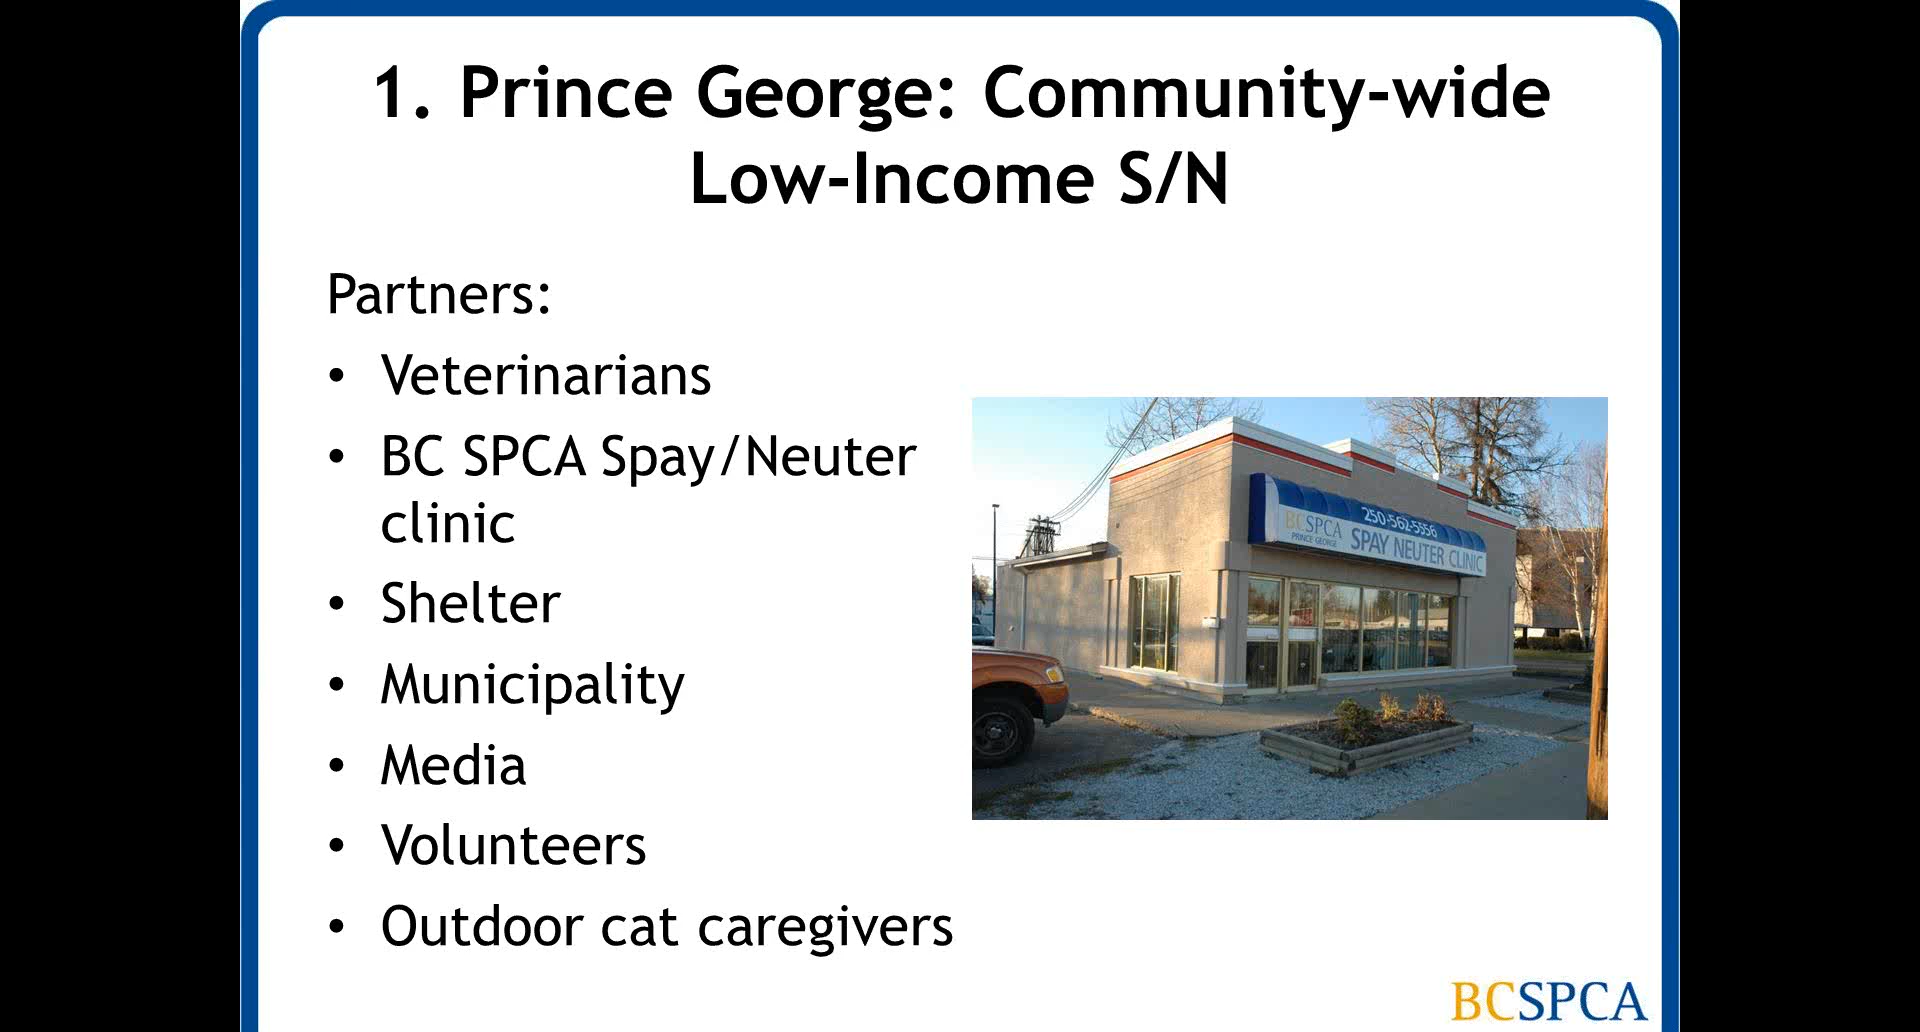 1. Prince George: Community-wide
Low-Income S/N
Partners:
• Veterinarians
• BC SPCA Spay/Neuter
clinic
• Shelter
• Municipality
• Media
• Volunteers
• Outdoor cat caregivers
250-562-5556
BCSPCA
PRINCE GEORGE
SPAY NEUTER CLINIC
BCSPCA